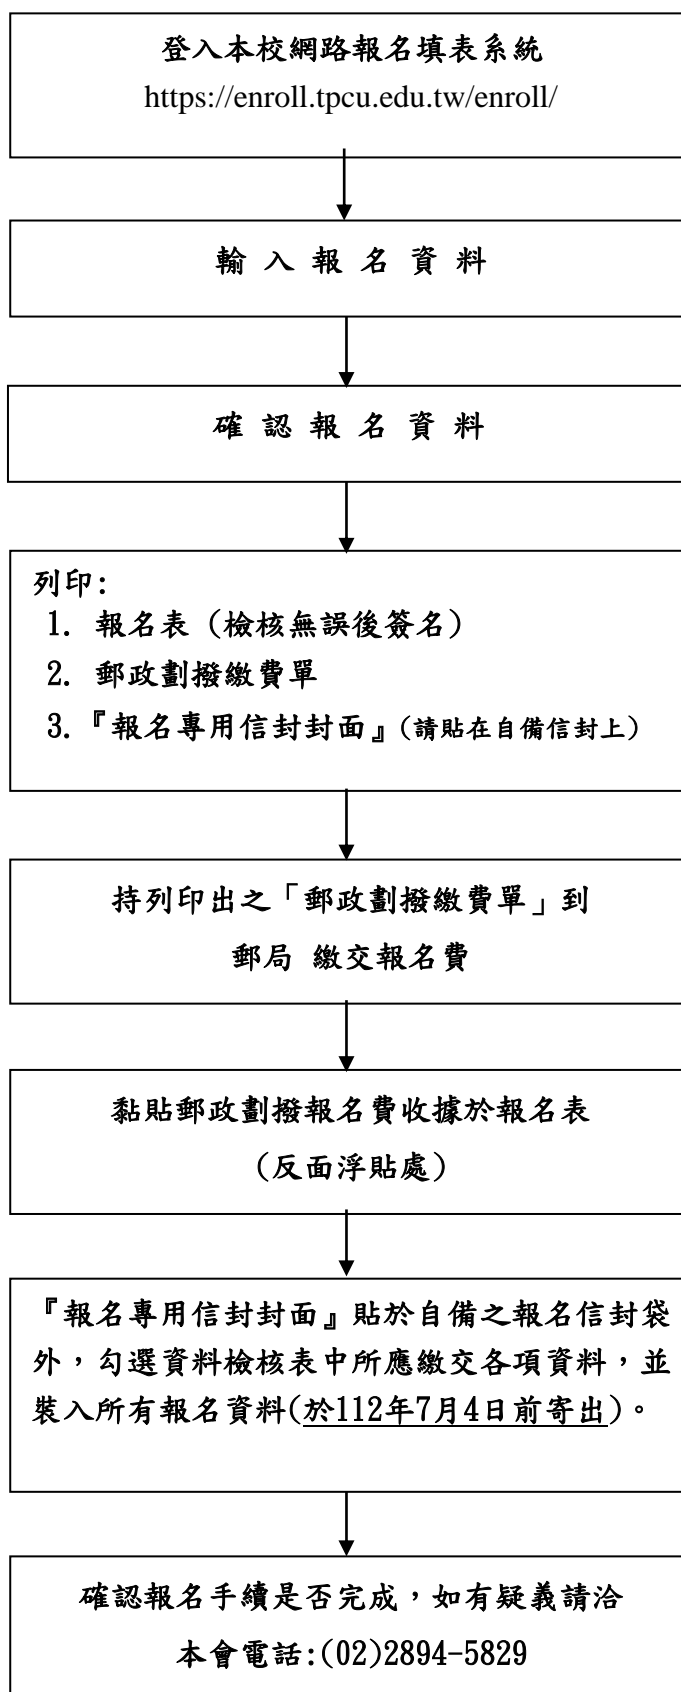 登入本校網路報名填表系統
https://enroll.tpcu.edu.tw/enroll/
輸 入 報 名 資 料
確 認 報 名 資 料
列印:
1. 報名表 (檢核無誤後簽名)
2. 郵政劃撥繳費單
3.『報名專用信封封面』(請貼在自備信封上)
持列印出之「郵政劃撥繳費單」到
郵局 繳交報名費
黏貼郵政劃撥報名費收據於報名表
(反面浮貼處)
『報名專用信封封面』貼於自備之報名信封袋
外，勾選資料檢核表中所應繳交各項資料，並
裝入所有報名資料(於112年7月4日前寄出)。
確認報名手續是否完成，如有疑義請洽
本會電話:(02)2894-5829